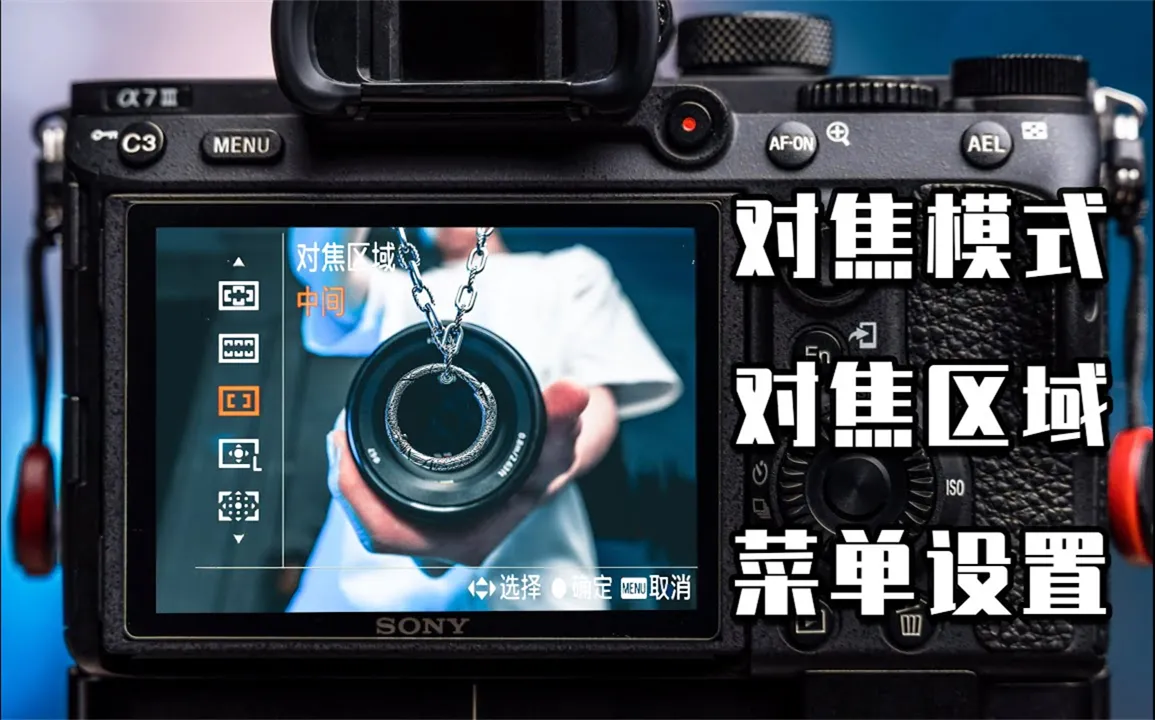 α7III
C3
MENU
AF-ON
AEL
对焦模式
对焦区域
中间
Fn
对焦区域
ISO
L
选择 确定 MENU 取消
菜单设置
SONY